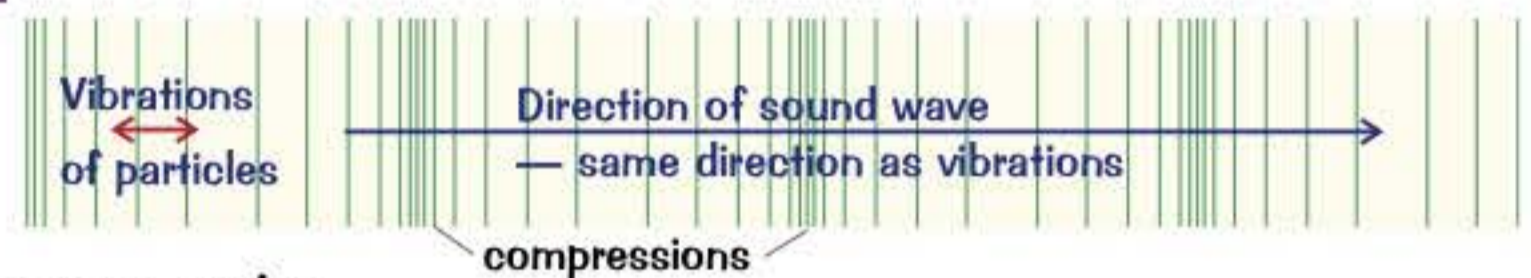 Vibrations
of particles
Direction of sound wave
— same direction as vibrations
compressions